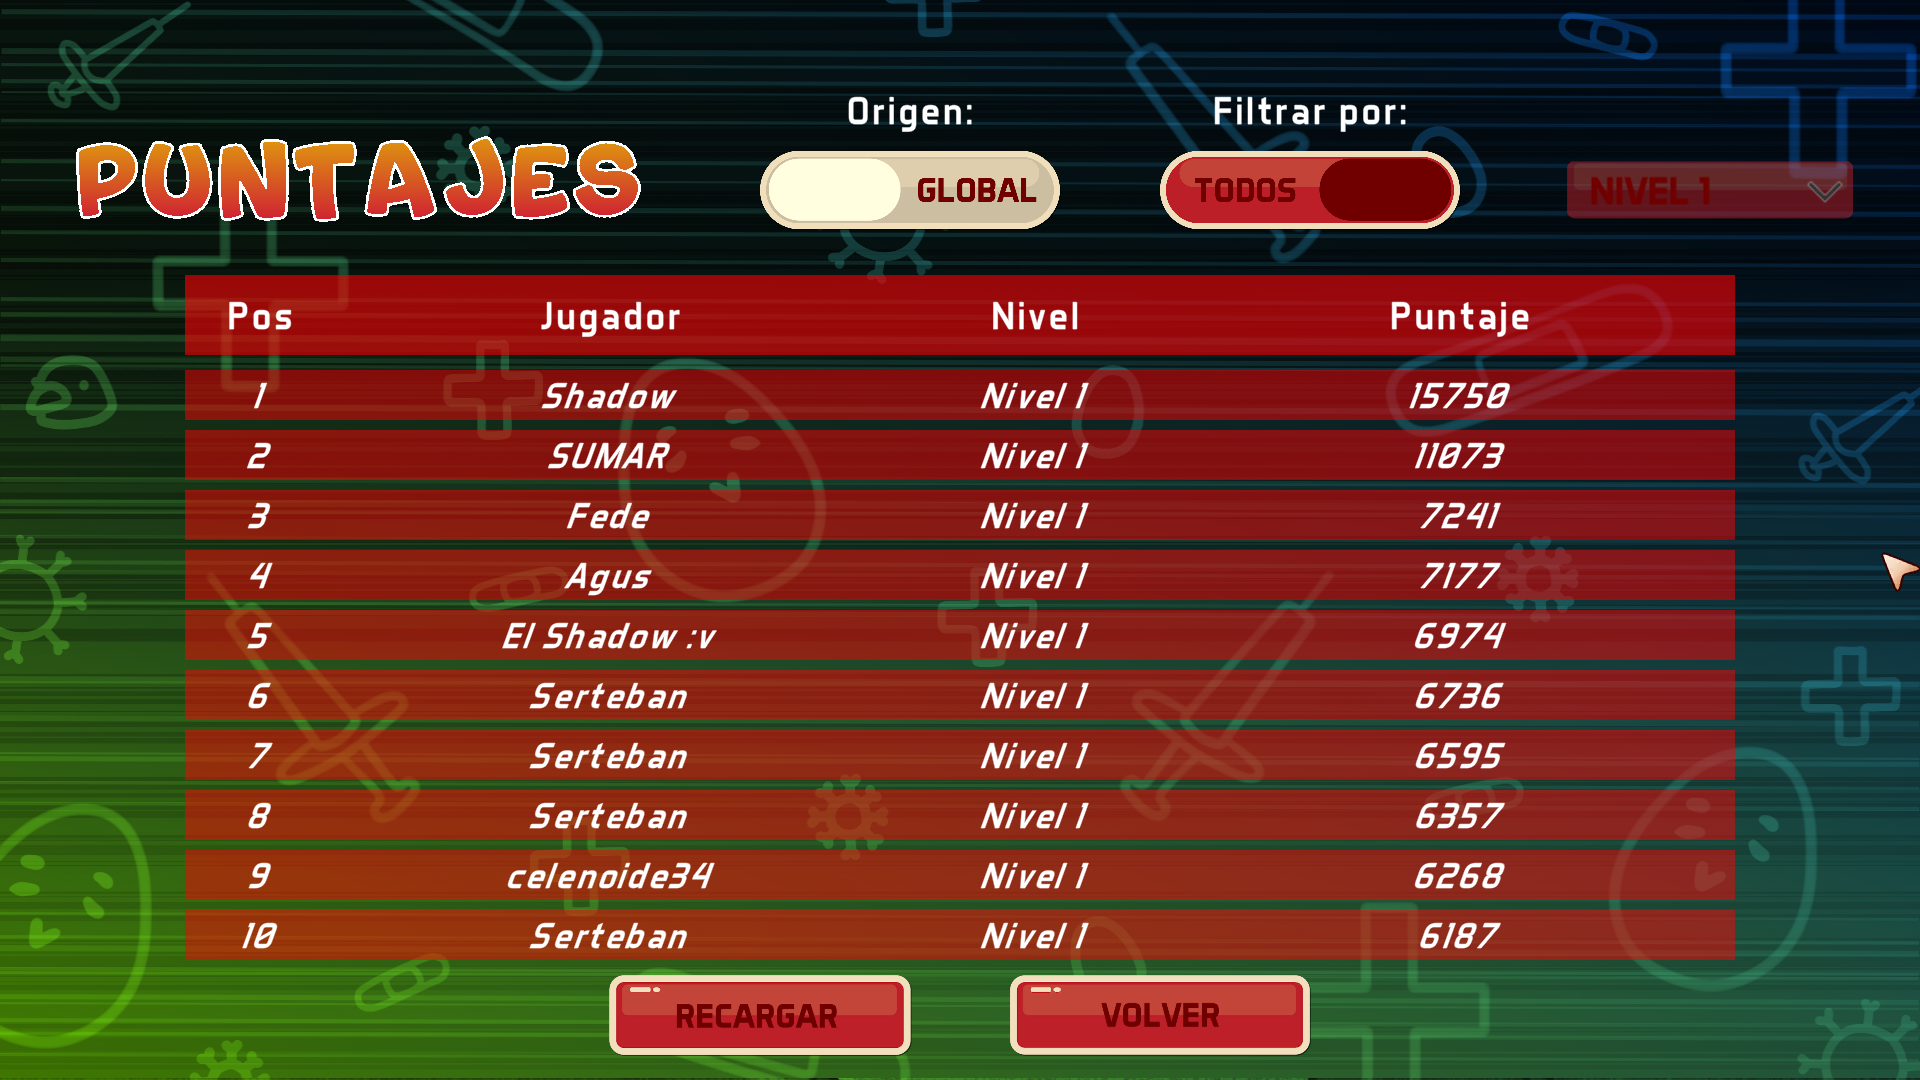 PUNTAJES
Origen:
GLOBAL
Filtrar por:
TODOS
NIVEL 1
Pos Jugador Nivel Puntaje
1 Shadow Nivel 1 15750
2 SUMAR Nivel 1 11073
3 Fede Nivel 1 7241
4 Agus Nivel 1 7177
5 El Shadow :v Nivel 1 6974
6 Serteban Nivel 1 6736
7 Serteban Nivel 1 6595
8 Serteban Nivel 1 6357
9 celenoide34 Nivel 1 6268
10 Serteban Nivel 1 6187
RECARGAR
VOLVER